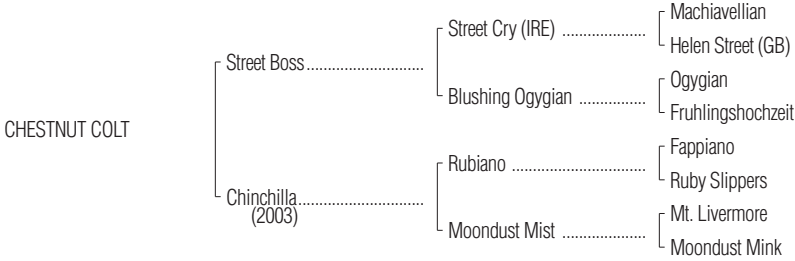 Machiavellian
Street Cry (IRE) ....................
Helen Street (GB)
Street Boss............................
Ogygian
Blushing Ogygian ................
Fruhlingshochzeit
CHESTNUT COLT
Fappiano
Rubiano ................................
Ruby Slippers
Chinchilla..............................
(2003)
Mt. Livermore
Moondust Mist ....................
Moondust Mink